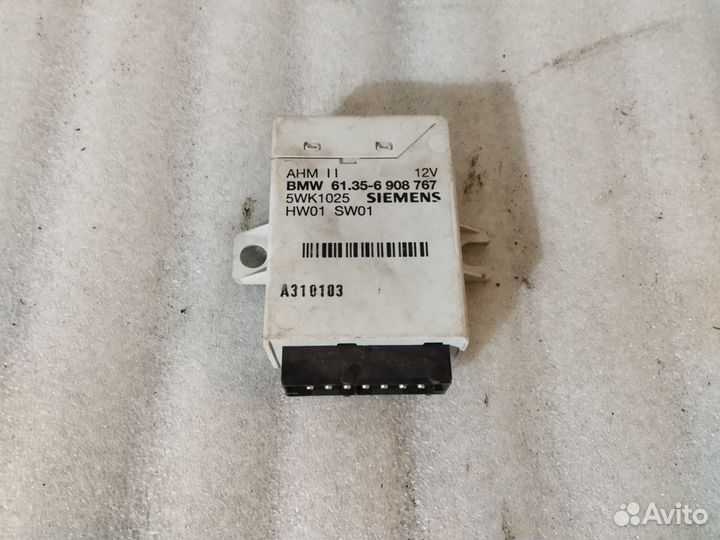 AHM II 12V
BMW 61.35-6 908 767
5WK1025 SIEMENS
HW01 SW01
A310103
Avito